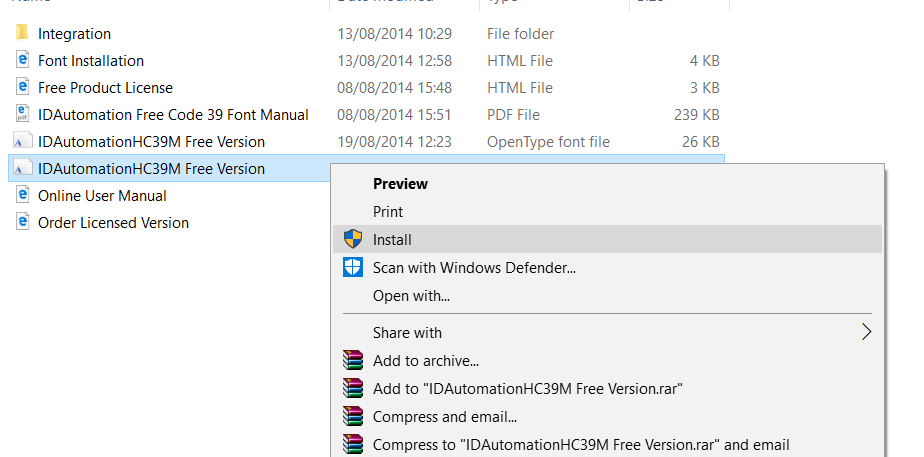 Name Date modified Type Size
Integration 13/08/2014 10:29 File folder
Font Installation 13/08/2014 12:58 HTML File 4 KB
Free Product License 08/08/2014 15:48 HTML File 3 KB
IDAutomation Free Code 39 Font Manual 08/08/2014 15:51 PDF File 239 KB
IDAutomationHC39M Free Version 19/08/2014 12:23 OpenType font file 26 KB
IDAutomationHC39M Free Version
Online User Manual
Order Licensed Version
Preview
Print
Install
Scan with Windows Defender...
Open with...
Share with
Add to archive...
Add to "IDAutomationHC39M Free Version.rar"
Compress and email...
Compress to "IDAutomationHC39M Free Version.rar" and email